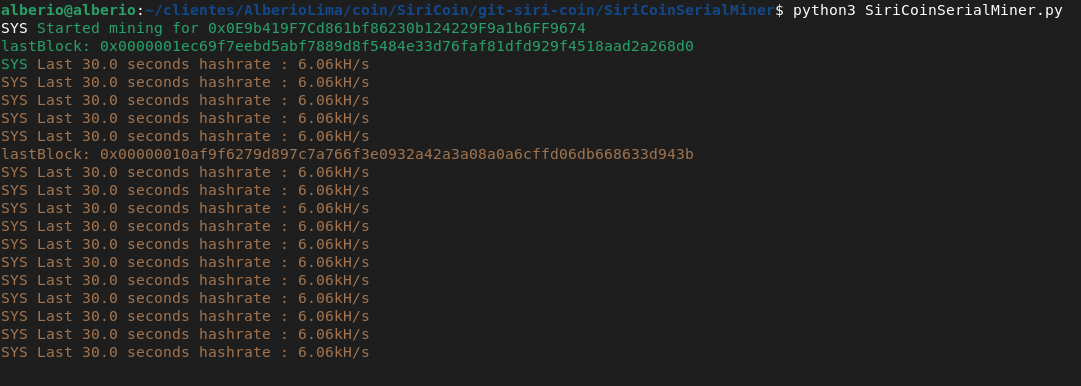 alberio@alberio:~/clientes/AlberioLima/coin/SiriCoin/git-siri-coin/SiriCoinSerialMiner$ python3 SiriCoinSerialMiner.py
SYS Started mining for 0x0E9b419F7Cd861bf86230b124229F9a1b6FF9674
lastBlock: 0x0000001ec69f7eebd5abf7889d8f5484e33d76faf81dfd929f4518aad2a268d0
SYS Last 30.0 seconds hashrate : 6.06kH/s
SYS Last 30.0 seconds hashrate : 6.06kH/s
SYS Last 30.0 seconds hashrate : 6.06kH/s
SYS Last 30.0 seconds hashrate : 6.06kH/s
SYS Last 30.0 seconds hashrate : 6.06kH/s
lastBlock: 0x00000010af9f6279d897c7a766f3e0932a42a3a08a0a6cffd06db668633d943b
SYS Last 30.0 seconds hashrate : 6.06kH/s
SYS Last 30.0 seconds hashrate : 6.06kH/s
SYS Last 30.0 seconds hashrate : 6.06kH/s
SYS Last 30.0 seconds hashrate : 6.06kH/s
SYS Last 30.0 seconds hashrate : 6.06kH/s
SYS Last 30.0 seconds hashrate : 6.06kH/s
SYS Last 30.0 seconds hashrate : 6.06kH/s
SYS Last 30.0 seconds hashrate : 6.06kH/s
SYS Last 30.0 seconds hashrate : 6.06kH/s
SYS Last 30.0 seconds hashrate : 6.06kH/s
SYS Last 30.0 seconds hashrate : 6.06kH/s